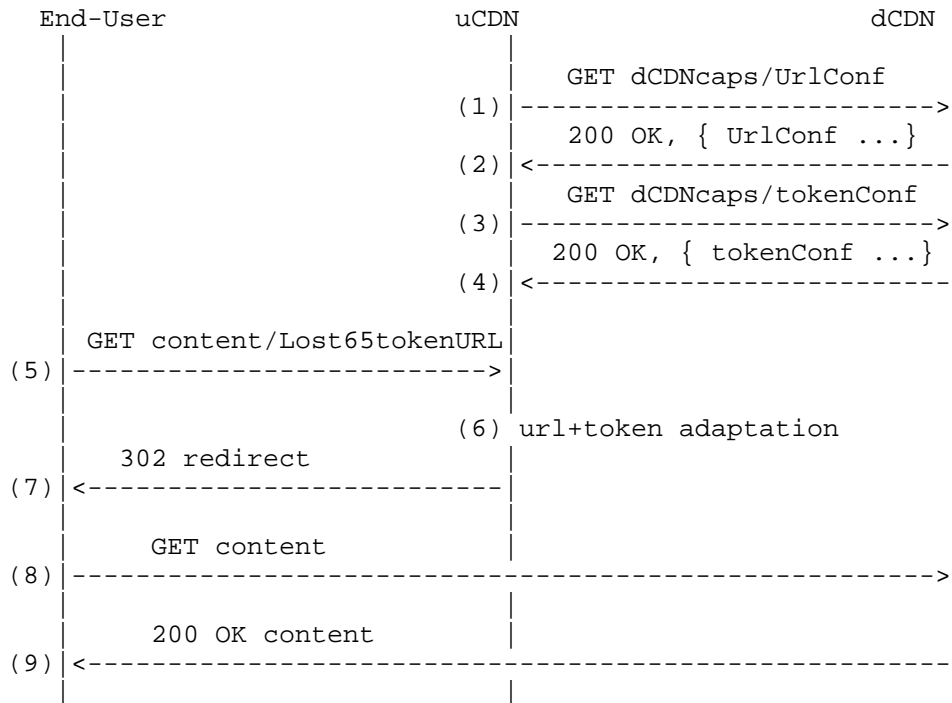 End-User uCDN dCDN
GET dCDNcaps/UrlConf
(1)
200 OK, { UrlConf ...}
(2)
GET dCDNcaps/tokenConf
(3)
200 OK, { tokenConf ...}
(4)
GET content/Lost65tokenURL
(5)
(6) url+token adaptation
302 redirect
(7)
GET content
(8)
200 OK content
(9)